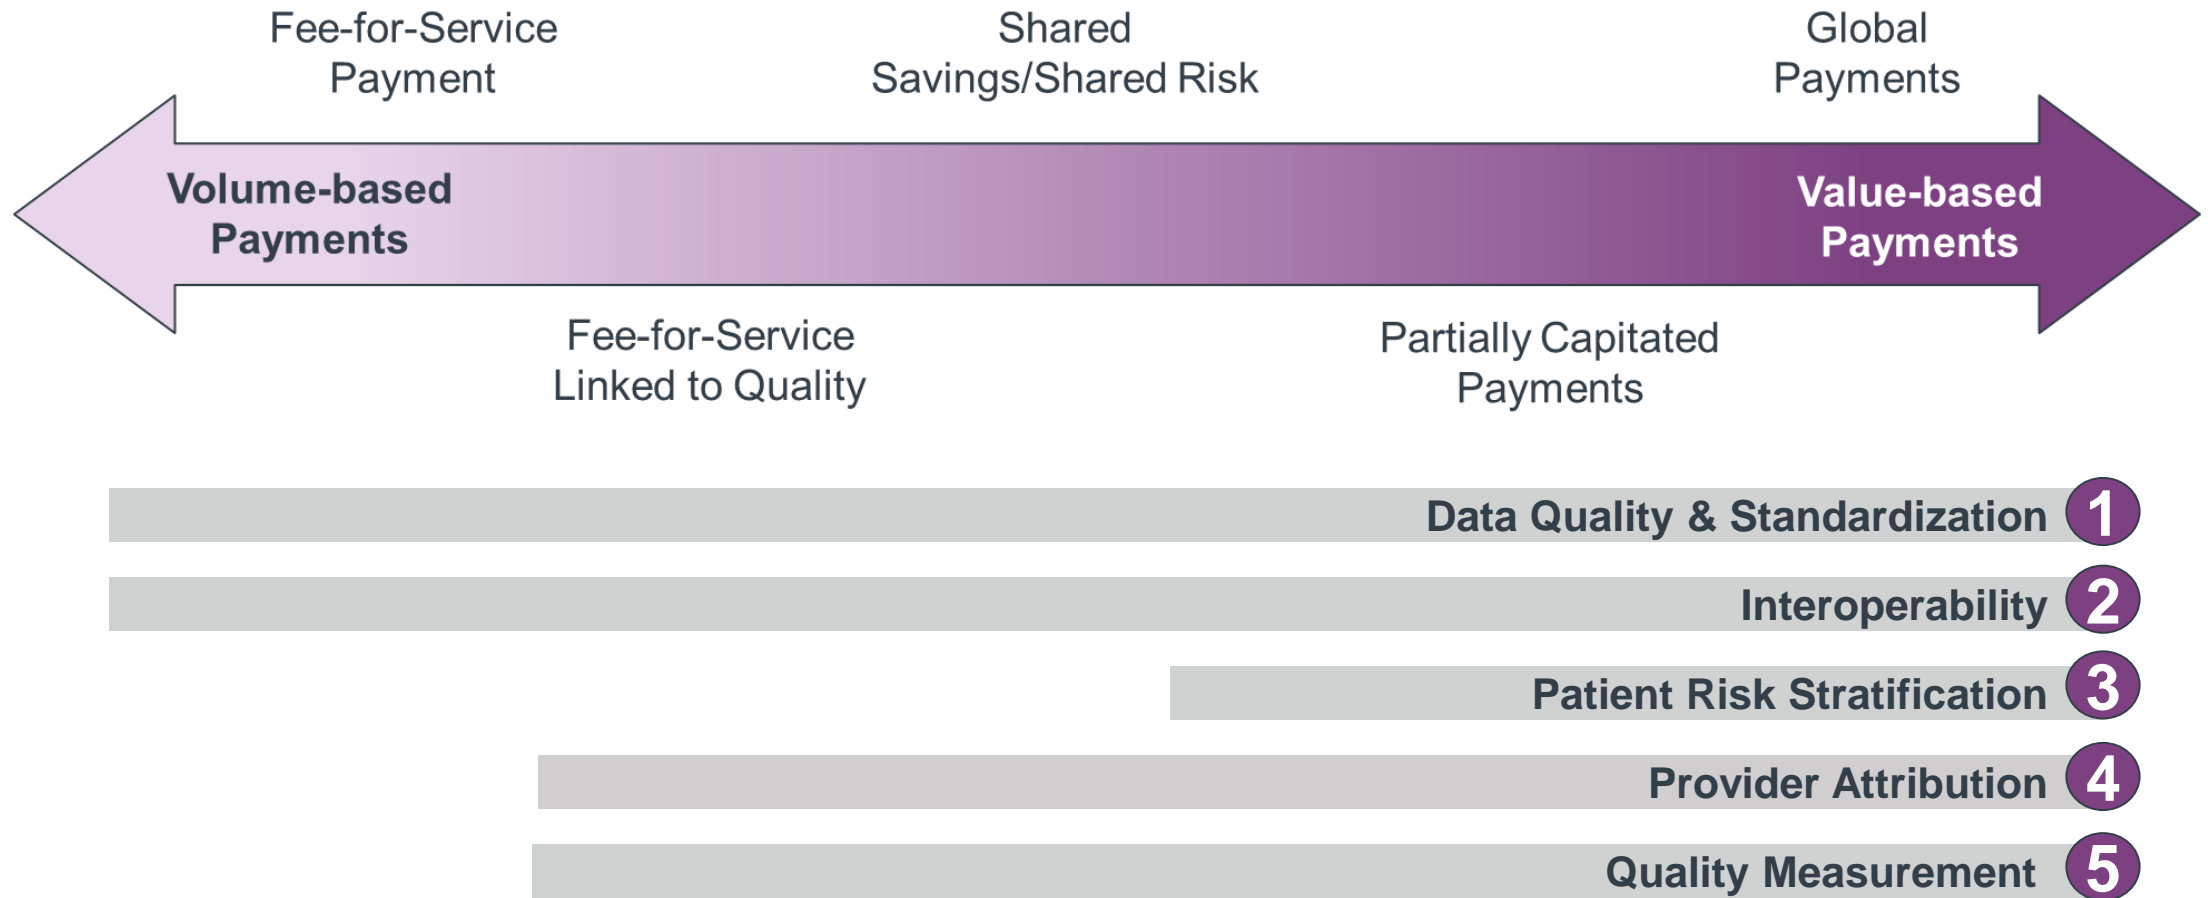 Fee-for-Service
Payment
Shared
Savings/Shared Risk
Global
Payments
Volume-based
Payments
Value-based
Payments
Fee-for-Service
Linked to Quality
Partially Capitated
Payments
Data Quality & Standardization 1
Interoperability 2
Patient Risk Stratification 3
Provider Attribution 4
Quality Measurement 5